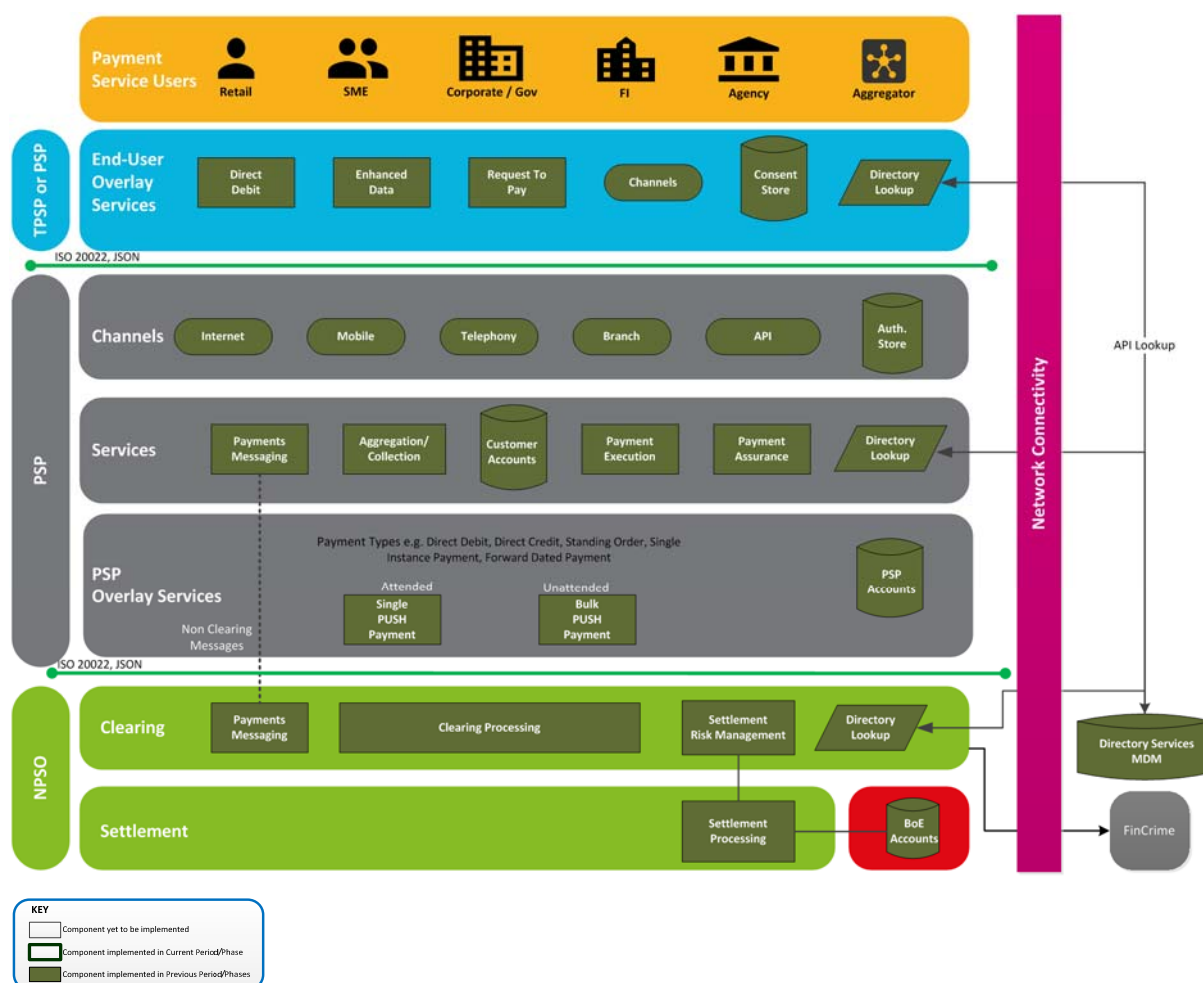 Payment
Service Users
Retail
SME
Corporate / Gov
FI
Agency
Aggregator
TPSP or PSP
End-User
Overlay
Services
Direct
Debit
Enhanced
Data
Request To
Pay
Channels
Consent
Store
Directory
Lookup
ISO 20022, JSON
PSP
Channels
Internet
Mobile
Telephony
Branch
API
Auth.
Store
API Lookup
Network Connectivity
Services
Payments
Messaging
Aggregation/
Collection
Customer
Accounts
Payment
Execution
Payment
Assurance
Directory
Lookup
Payment Types e.g. Direct Debit, Direct Credit, Standing Order, Single
Instance Payment, Forward Dated Payment
PSP
Overlay Services
Attended
Single
PUSH
Payment
Unattended
Bulk
PUSH
Payment
PSP
Accounts
Non Clearing
Messages
ISO 20022, JSON
NPSO
Clearing
Payments
Messaging
Clearing Processing
Settlement
Risk Management
Directory
Lookup
Directory Services
MDM
Settlement
Settlement
Processing
BoE
Accounts
FinCrime
KEY
Component yet to be implemented
Component implemented in Current Period/Phase
Component implemented in Previous Period/Phases